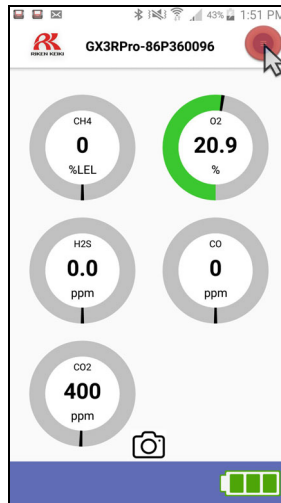 43% 1:51 PM
RIKEN KEIKI
GX3RPro-86P360096
CH4
0
%LEL
O2
20.9
%
H2S
0.0
ppm
CO
0
ppm
CO2
400
ppm